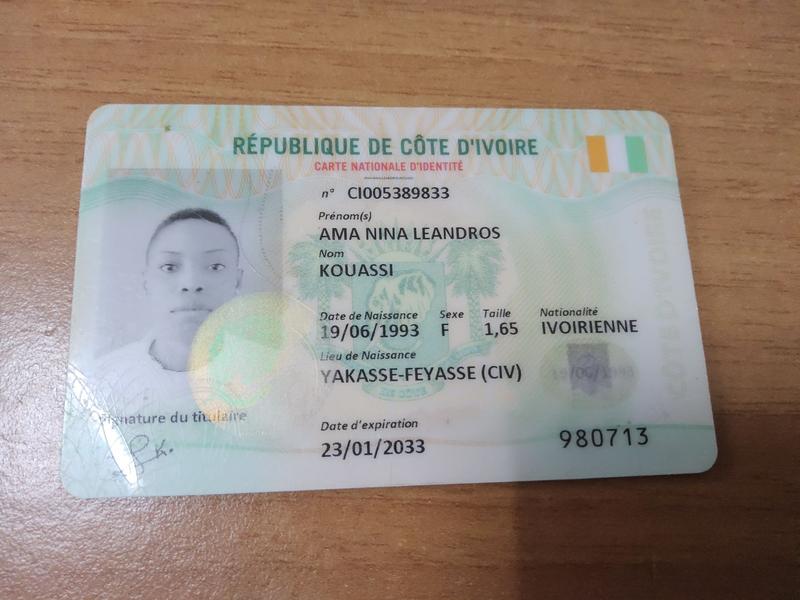 RÉPUBLIQUE DE CÔTE D'IVOIRE
CARTE NATIONALE D'IDENTITÉ
n° CI005389833
Prénom(s)
AMA NINA LEANDROS
Nom
KOUASSI
Date de Naissance Sexe Taille Nationalité
19/06/1993 F 1,65 IVOIRIENNE
Lieu de Naissance
YAKASSE-FEYASSE (CIV)
Signature du titulaire
Date d'expiration
23/01/2033
980713